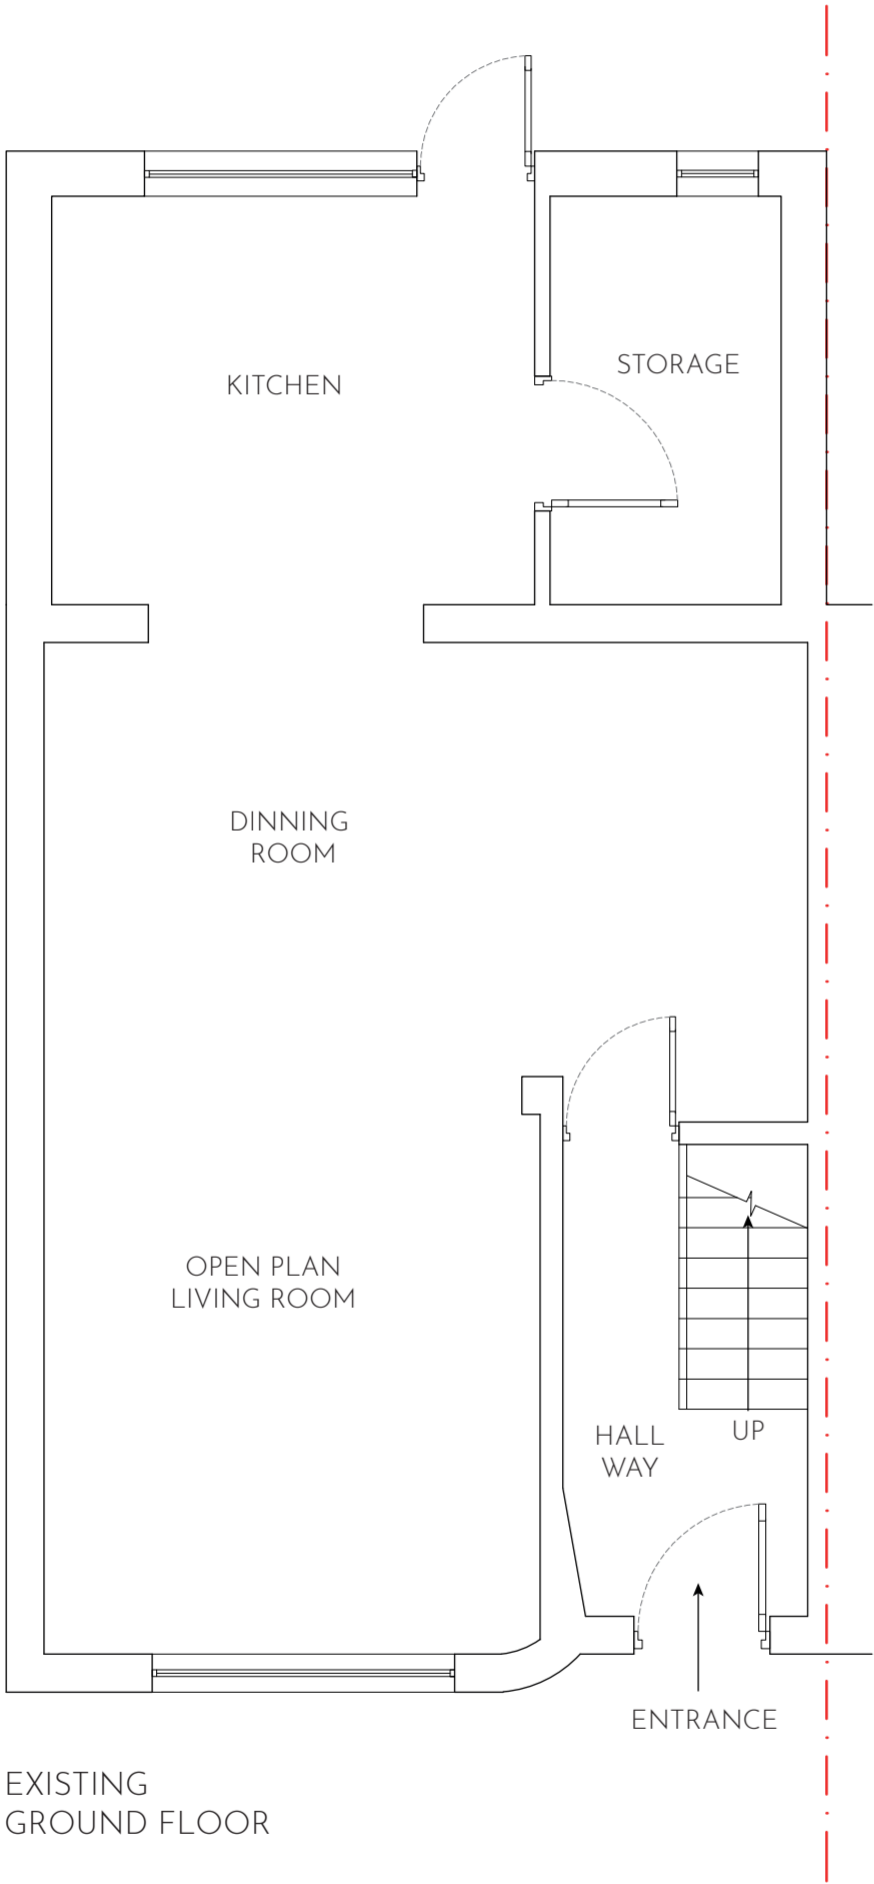 KITCHEN
STORAGE
DINNING
ROOM
OPEN PLAN
LIVING ROOM
HALL
WAY
UP
ENTRANCE
EXISTING
GROUND FLOOR